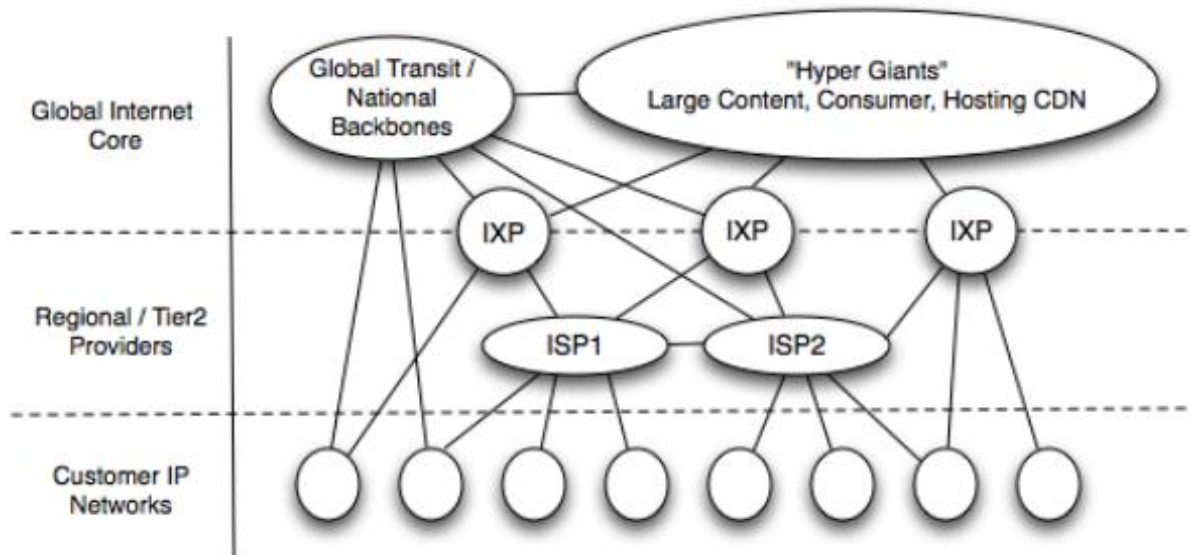 Global Internet
Core
Global Transit /
National
Backbones
"Hyper Giants"
Large Content, Consumer, Hosting CDN
IXP
IXP
IXP
Regional / Tier2
Providers
ISP1
ISP2
Customer IP
Networks